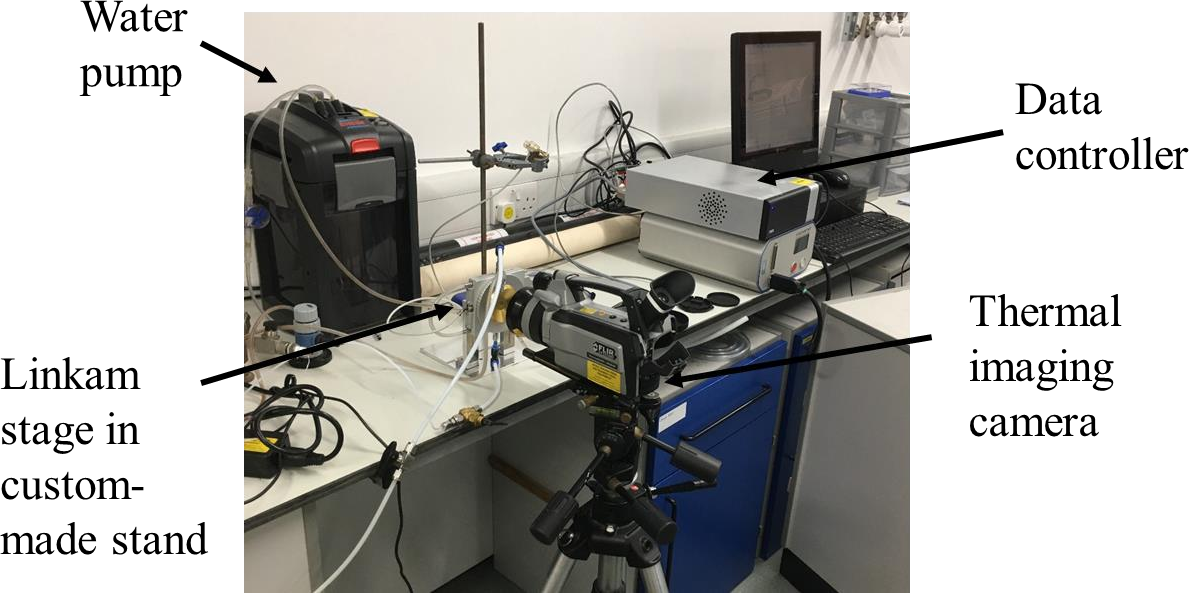 Water
pump
Data
controller
Thermal
imaging
camera
Linkam
stage in
custom-
made stand
FLIR